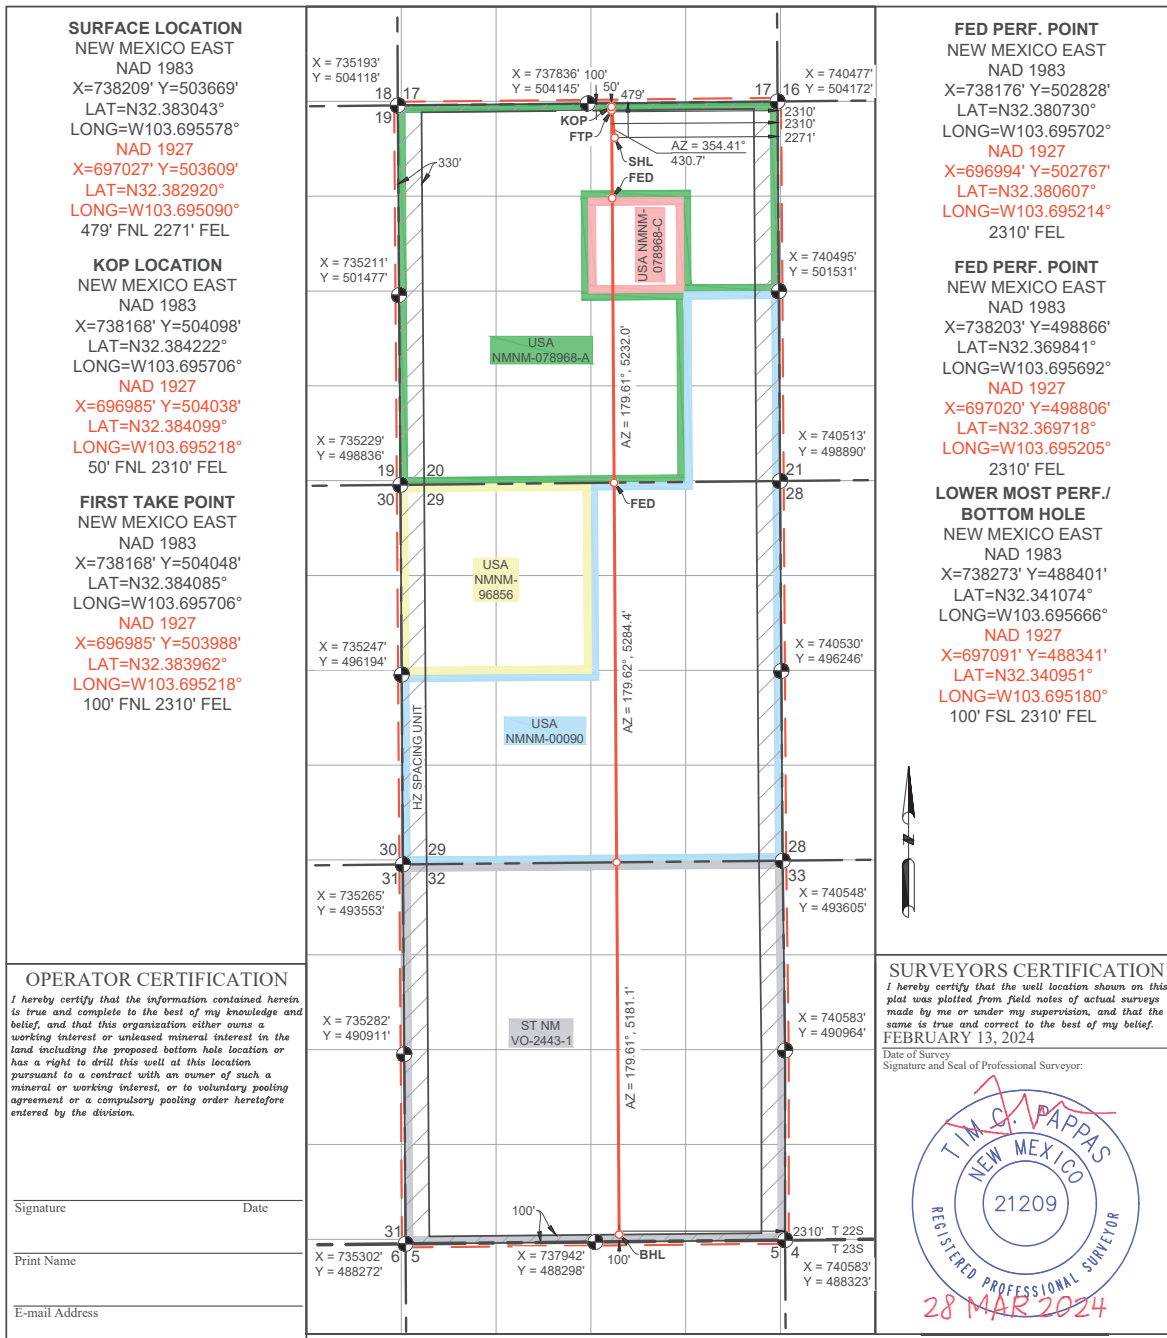 SURFACE LOCATION
NEW MEXICO EAST
NAD 1983
X=738209' Y=503669'
LAT=N32.383043°
LONG=W103.695578°
NAD 1927
X=697027' Y=503609'
LAT=N32.382920°
LONG=W103.695090°
479' FNL 2271' FEL
KOP LOCATION
NEW MEXICO EAST
NAD 1983
X=738168' Y=504098'
LAT=N32.384222°
LONG=W103.695706°
NAD 1927
X=696985' Y=504038'
LAT=N32.384099°
LONG=W103.695218°
50' FNL 2310' FEL
FIRST TAKE POINT
NEW MEXICO EAST
NAD 1983
X=738168' Y=504048'
LAT=N32.384085°
LONG=W103.695706°
NAD 1927
X=696985' Y=503988'
LAT=N32.383962°
LONG=W103.695218°
100' FNL 2310' FEL
OPERATOR CERTIFICATION
I hereby certify that the information contained herein
is true and complete to the best of my knowledge and
belief, and that this organization either owns a
working interest or unleased mineral interest in the
land including the proposed bottom hole location or
has a right to drill this well at this location
pursuant to a contract with an owner of such a
mineral or working interest, or to voluntary pooling
agreement or a compulsory pooling order heretofore
entered by the division.
Signature Date
Print Name
E-mail Address
X = 735193'
Y = 504118'
X = 737836'
Y = 504145'
100'
50'
479'
X = 740477'
Y = 504172'
18 17
19
17 16
KOP
FTP
2310'
2310'
2271'
AZ = 354.41°
430.7'
SHL
FED
330'
USA NMNM-
078968-C
X = 735211'
Y = 501477'
X = 740495'
Y = 501531'
USA
NMNM-078968-A
AZ = 179.61°, 5232.0'
X = 735229'
Y = 498836'
X = 740513'
Y = 498890'
19 20
30 29
21
28
FED
USA
NMNM-
96856
X = 735247'
Y = 496194'
X = 740530'
Y = 496246'
AZ = 179.62°, 5284.4'
USA
NMNM-00090
HZ SPACING UNIT
30 29
31 32
28
33
X = 735265'
Y = 493553'
X = 740548'
Y = 493605'
X = 735282'
Y = 490911'
X = 740583'
Y = 490964'
ST NM
VO-2443-1
AZ = 179.61°, 5181.1'
100'
31
6 5
2310'
T 22S
T 23S
5 4
X = 735302'
Y = 488272'
X = 737942'
Y = 488298'
100'
BHL
X = 740583'
Y = 488323'
FED PERF. POINT
NEW MEXICO EAST
NAD 1983
X=738176' Y=502828'
LAT=N32.380730°
LONG=W103.695702°
NAD 1927
X=696994' Y=502767'
LAT=N32.380607°
LONG=W103.695214°
2310' FEL
FED PERF. POINT
NEW MEXICO EAST
NAD 1983
X=738203' Y=498866'
LAT=N32.369841°
LONG=W103.695692°
NAD 1927
X=697020' Y=498806'
LAT=N32.369718°
LONG=W103.695205°
2310' FEL
LOWER MOST PERF./
BOTTOM HOLE
NEW MEXICO EAST
NAD 1983
X=738273' Y=488401'
LAT=N32.341074°
LONG=W103.695666°
NAD 1927
X=697091' Y=488341'
LAT=N32.340951°
LONG=W103.695180°
100' FSL 2310' FEL
N
SURVEYORS CERTIFICATION
I hereby certify that the well location shown on this
plat was plotted from field notes of actual surveys
made by me or under my supervision, and that the
same is true and correct to the best of my belief.
FEBRUARY 13, 2024
Date of Survey
Signature and Seal of Professional Surveyor:
TIM C. PAPPAS
NEW MEXICO
21209
REGISTERED PROFESSIONAL SURVEYOR
28 MAR 2024